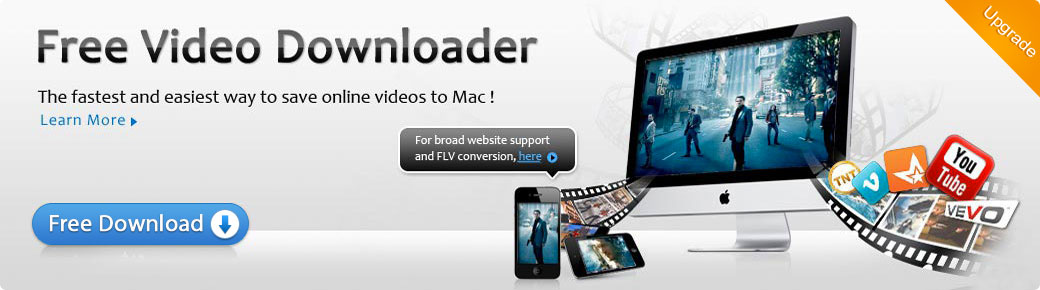 Free Video Downloader
Upgrade
The fastest and easiest way to save online videos to Mac !
Learn More
For broad website support
and FLV conversion, here
Free Download
TNT
You
Tube
vevo